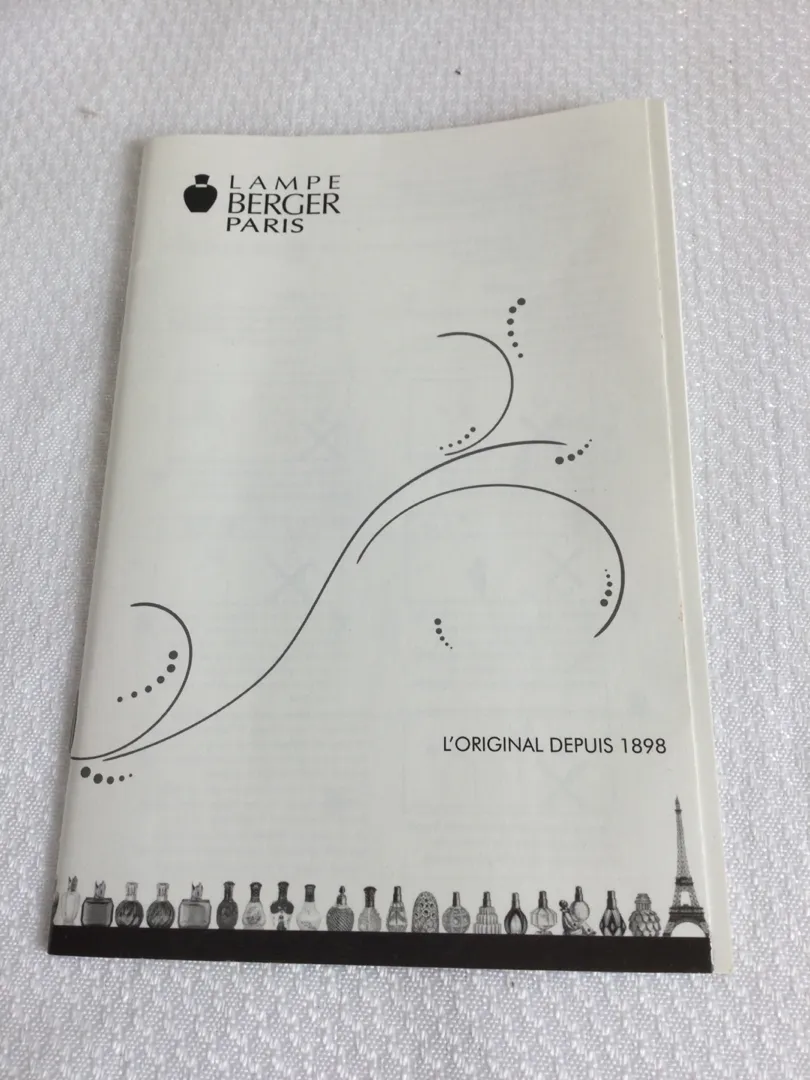 LAMPE
BERGER
PARIS
L'ORIGINAL DEPUIS 1898